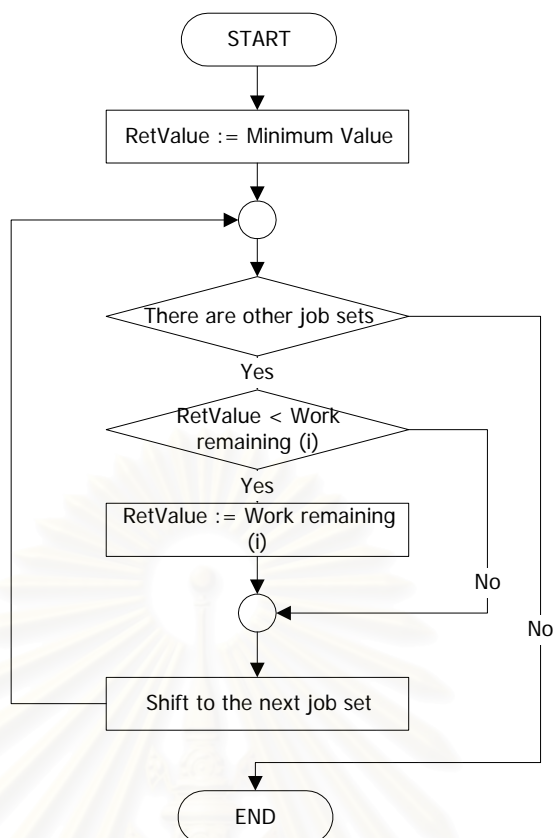 START
RetValue := Minimum Value
There are other job sets
Yes
RetValue < Work
remaining (i)
Yes
RetValue := Work remaining
(i)
No
No
Shift to the next job set
END